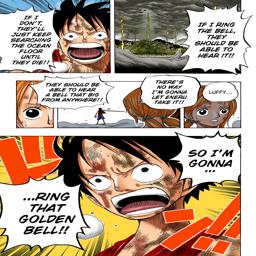 IF I RING
THE BELL,
THEY SHOULD
BE ABLE TO
HEAR IT!!
IF I
DON'T,
THEY'LL
JUST KEEP
SEARCHING
THE OCEAN
FLOOR
UNTIL
THEY DIE!!
LUFFY...
THERE'S
NO WAY
I'M GONNA
LET ENERU
TAKE IT!!
THEY SHOULD BE
ABLE TO HEAR
A BELL THAT BIG
FROM ANYWHERE!!
SO I'M
GONNA
...
...RING
THAT
GOLDEN
BELL!!